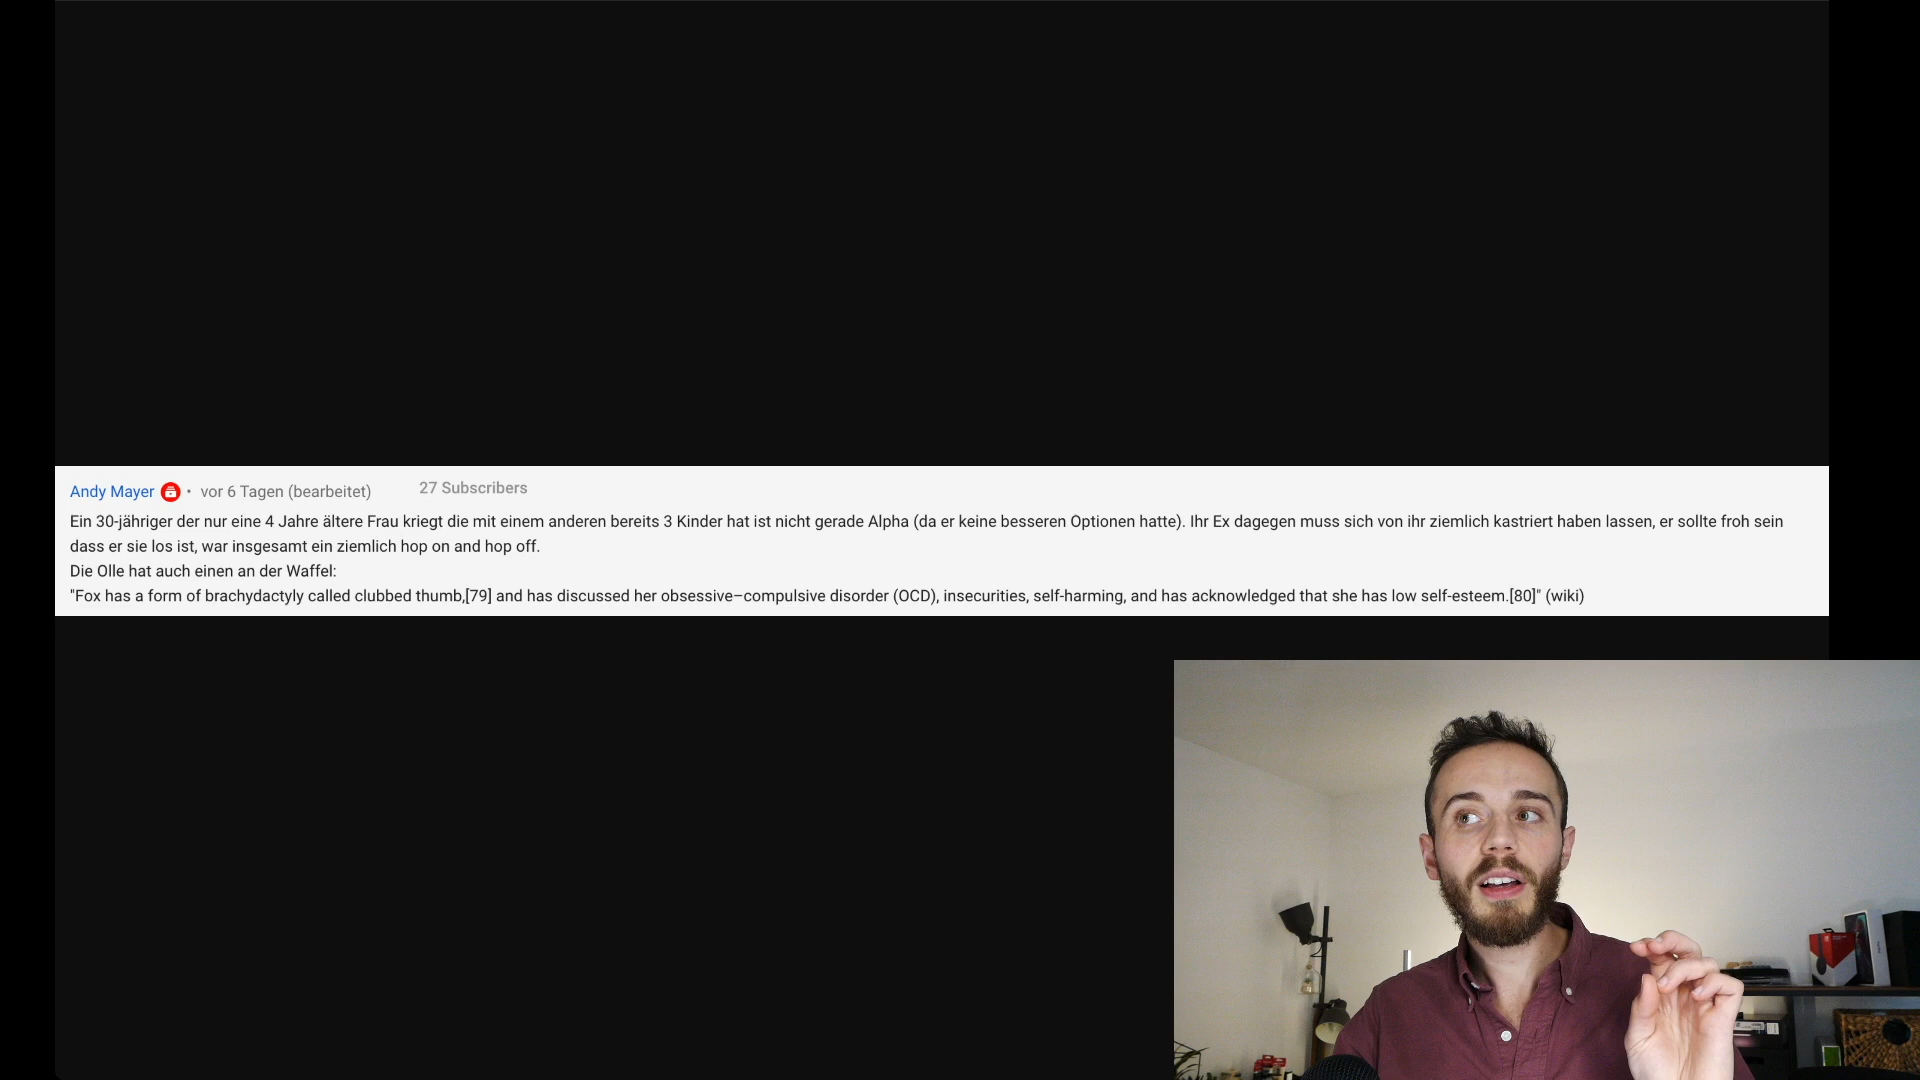 Andy Mayer • vor 6 Tagen (bearbeitet) 27 Subscribers
Ein 30-jähriger der nur eine 4 Jahre ältere Frau kriegt die mit einem anderen bereits 3 Kinder hat ist nicht gerade Alpha (da er keine besseren Optionen hatte). Ihr Ex dagegen muss sich von ihr ziemlich kastriert haben lassen, er sollte froh sein
dass er sie los ist, war insgesamt ein ziemlich hop on and hop off.
Die Olle hat auch einen an der Waffel:
"Fox has a form of brachydactyly called clubbed thumb,[79] and has discussed her obsessive–compulsive disorder (OCD), insecurities, self-harming, and has acknowledged that she has low self-esteem.[80]" (wiki)